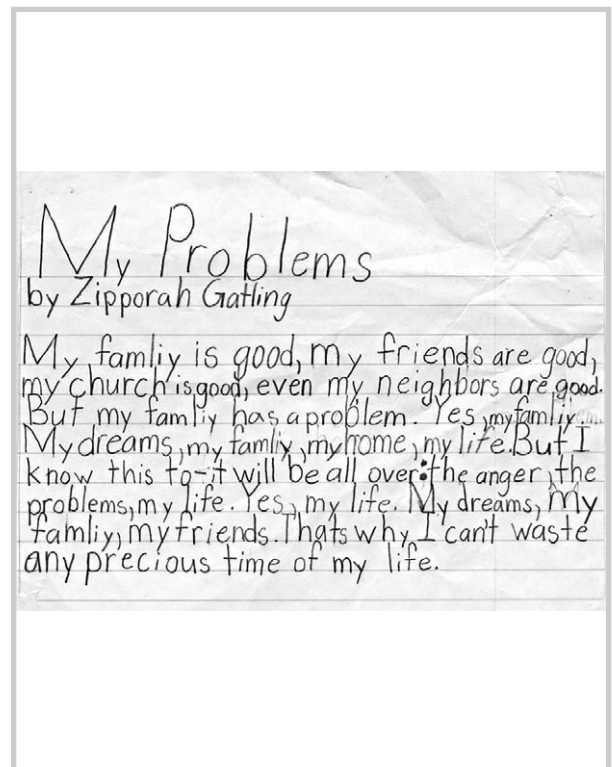 My Problems
by Zipporah Gatling
My famliy is good, my friends are good,
my church is good, even my neighbors are good.
But my famliy has a problem. Yes, my famliy.
My dreams, my famliy, my home, my life. But I
know this to-it will be all over: the anger, the
problems, my life. Yes, my life. My dreams, my
famliy, my friends. Thats why I can't waste
any precious time of my life.